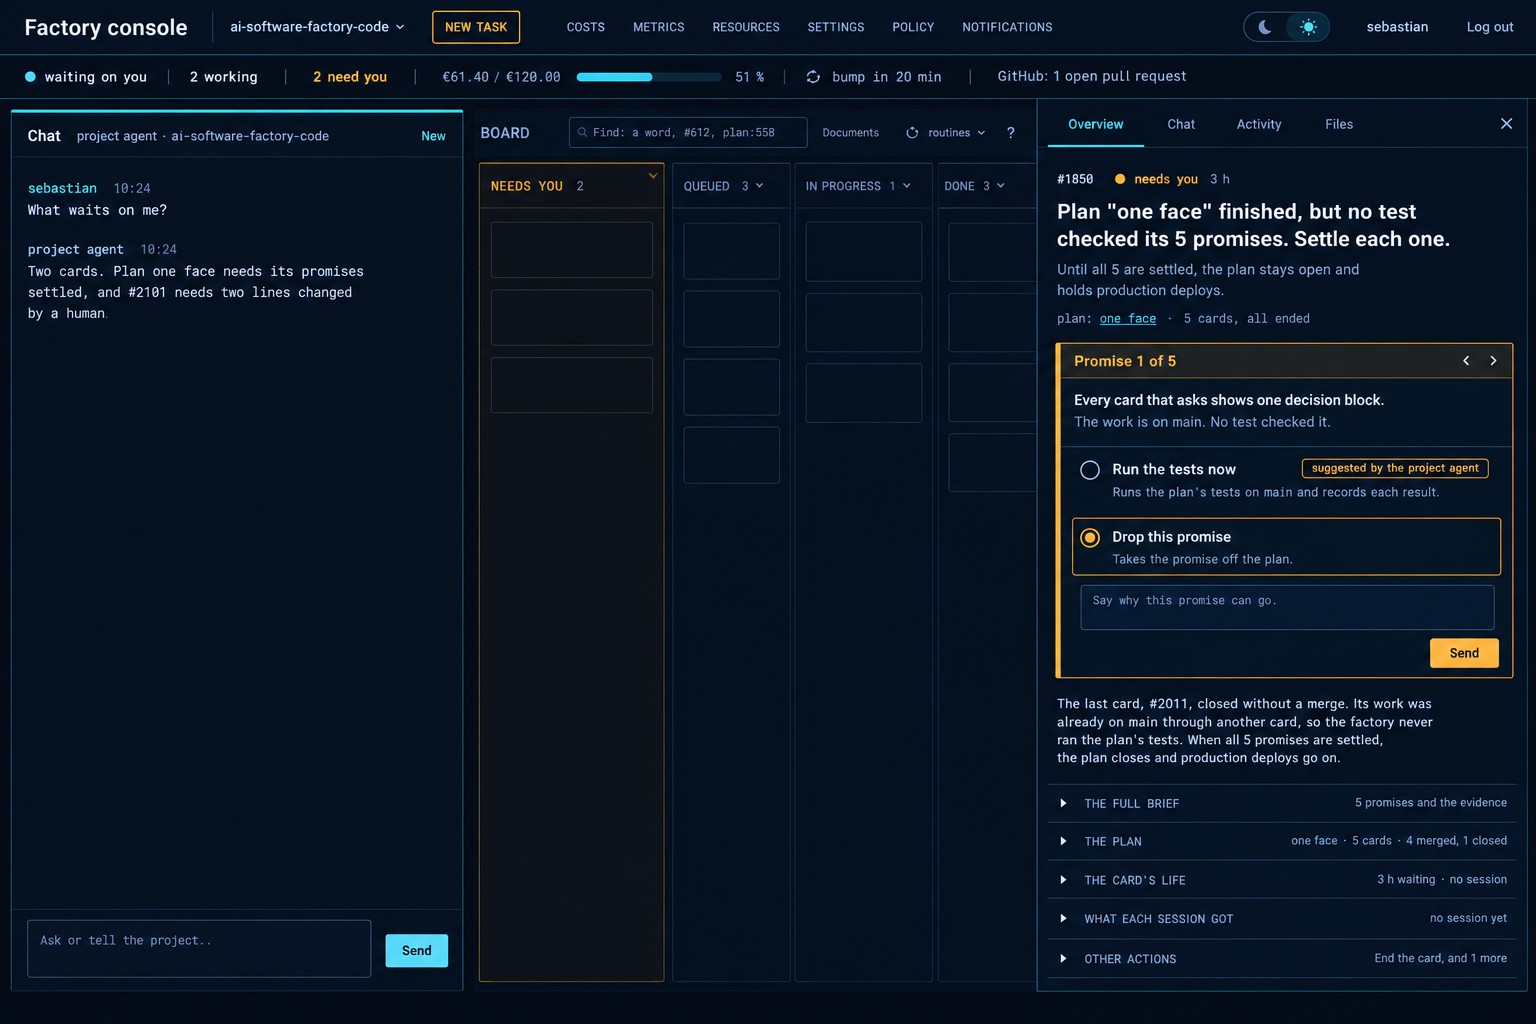 Factory console
ai-software-factory-code
NEW TASK
COSTS
METRICS
RESOURCES
SETTINGS
POLICY
NOTIFICATIONS
sebastian
Log out
waiting on you
2 working
2 need you
€61.40 / €120.00
51 %
bump in 20 min
GitHub: 1 open pull request
Chat
project agent · ai-software-factory-code
New
sebastian 10:24
What waits on me?
project agent 10:24
Two cards. Plan one face needs its promises
settled, and #2101 needs two lines changed
by a human.
Ask or tell the project..
Send
BOARD
Find: a word, #612, plan:558
Documents
routines
?
NEEDS YOU 2
QUEUED 3
IN PROGRESS 1
DONE 3
Overview
Chat
Activity
Files
#1850
needs you
3 h
Plan "one face" finished, but no test
checked its 5 promises. Settle each one.
Until all 5 are settled, the plan stays open and
holds production deploys.
plan: one face · 5 cards, all ended
Promise 1 of 5
Every card that asks shows one decision block.
The work is on main. No test checked it.
Run the tests now
suggested by the project agent
Runs the plan's tests on main and records each result.
Drop this promise
Takes the promise off the plan.
Say why this promise can go.
Send
The last card, #2011, closed without a merge. Its work was
already on main through another card, so the factory never
ran the plan's tests. When all 5 promises are settled,
the plan closes and production deploys go on.
THE FULL BRIEF
5 promises and the evidence
THE PLAN
one face · 5 cards · 4 merged, 1 closed
THE CARD'S LIFE
3 h waiting · no session
WHAT EACH SESSION GOT
no session yet
OTHER ACTIONS
End the card, and 1 more